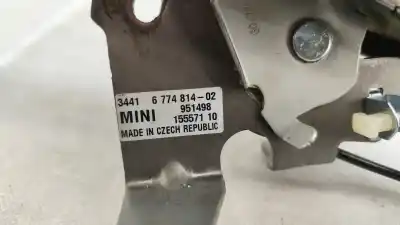 3441 6 774 814-02
MINI 951498
155571 10
MADE IN CZECH REPUBLIC